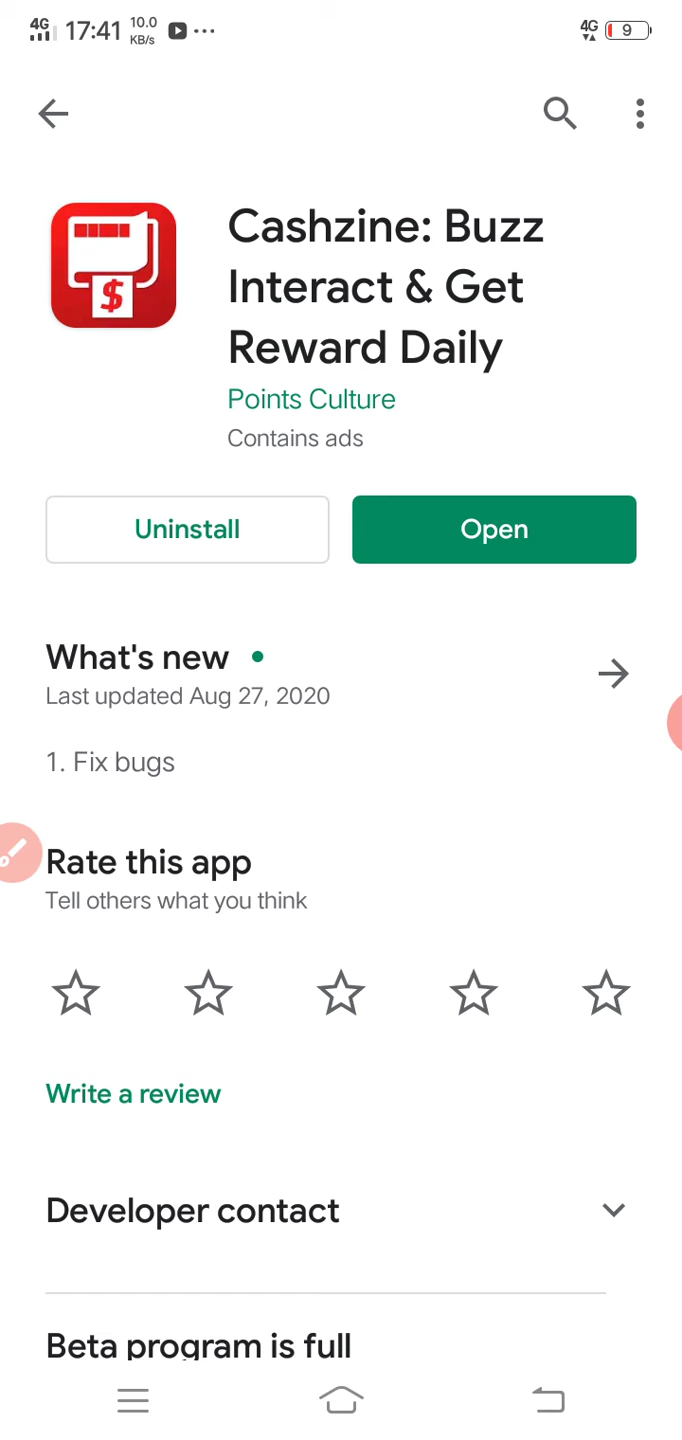 4G 17:41 10.0 KB/s ... 4G 9
Cashzine: Buzz
Interact & Get
Reward Daily
$
Points Culture
Contains ads
Uninstall Open
What's new
Last updated Aug 27, 2020
1. Fix bugs
Rate this app
Tell others what you think
Write a review
Developer contact
Beta program is full